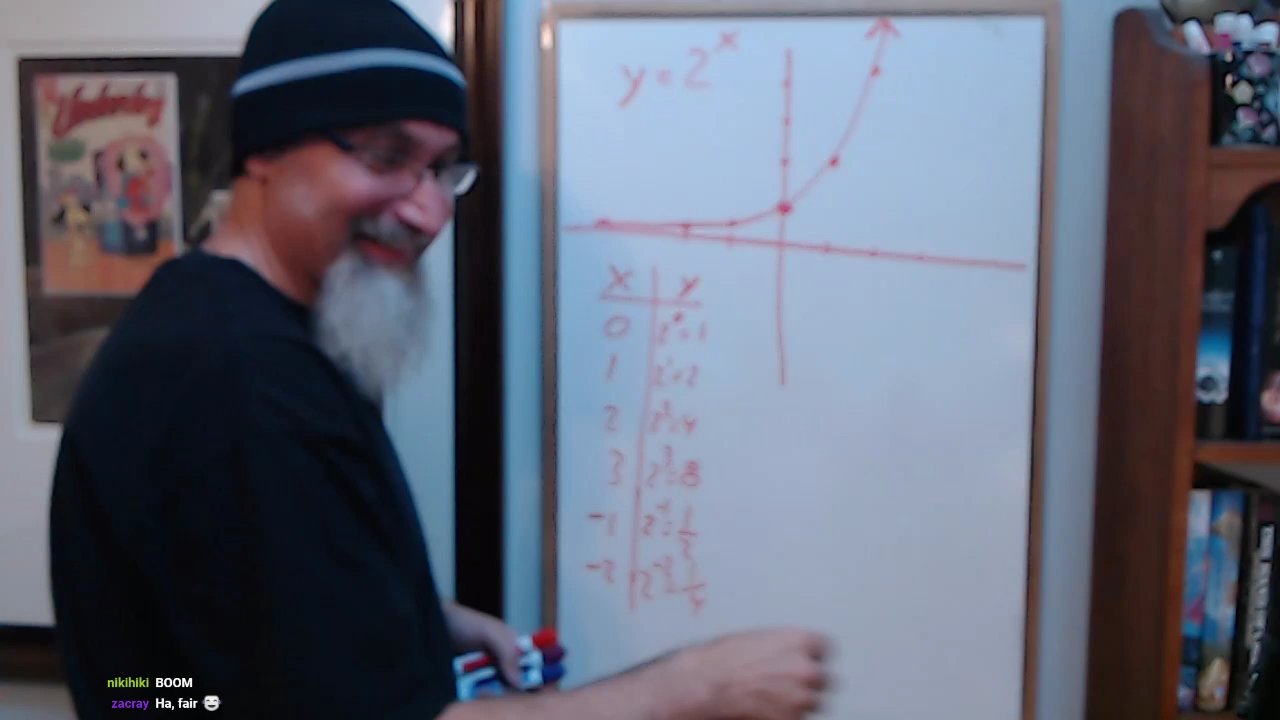 y = 2^x
x y
0 2^0 = 1
1 2^1 = 2
2 2^2 = 4
3 2^3 = 8
-1 2^-1 = 1/2
-2 2^-2 = 1/4
nikihiki BOOM
zacray Ha, fair 😁